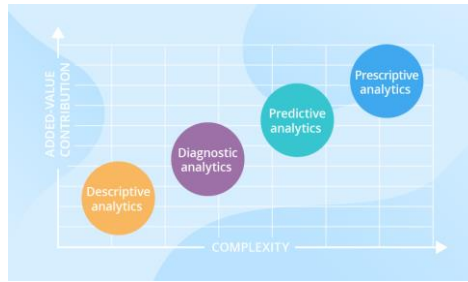 Prescriptive
analytics
Predictive
analytics
Diagnostic
analytics
Descriptive
analytics
ADDED-VALUE
CONTRIBUTION
COMPLEXITY